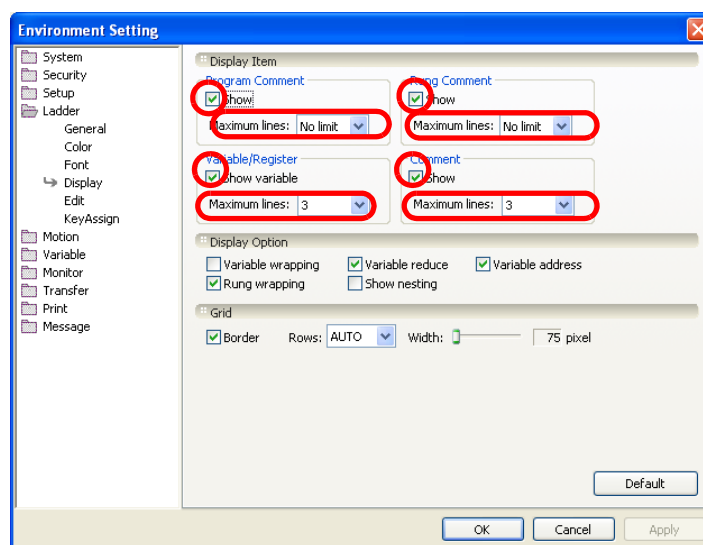 Environment Setting
System
Security
Setup
Ladder
General
Color
Font
Display
Edit
KeyAssign
Motion
Variable
Monitor
Transfer
Print
Message
Display Item
Program Comment
Show
Maximum lines: No limit
Rung Comment
Show
Maximum lines: No limit
Variable/Register
Show variable
Maximum lines: 3
Comment
Show
Maximum lines: 3
Display Option
Variable wrapping Variable reduce Variable address
Rung wrapping Show nesting
Grid
Border Rows: AUTO Width: 75 pixel
Default
OK Cancel Apply